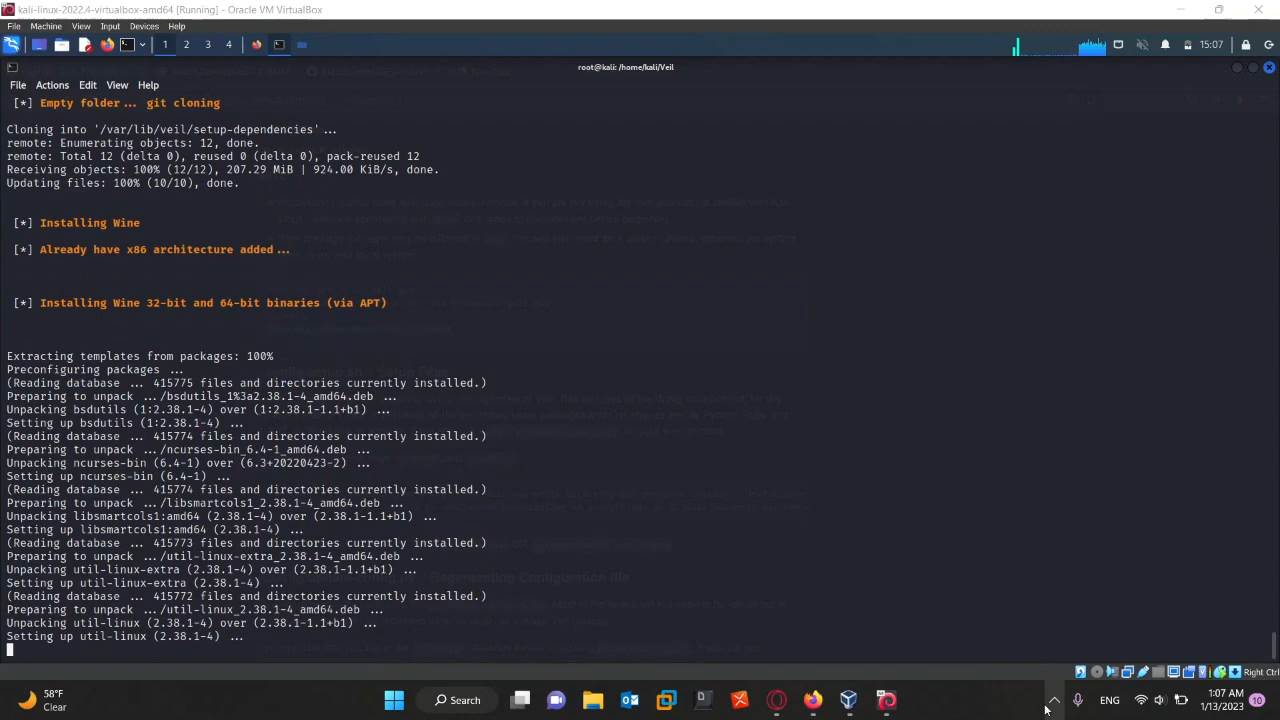 kali-linux-2022.4-virtualbox-amd64 [Running] - Oracle VM VirtualBox
File Machine View Input Devices Help
1 2 3 4 15:07
root@kali: /home/kali/Veil
File Actions Edit View Help
[*] Empty folder... git cloning
Cloning into '/var/lib/veil/setup-dependencies'...
remote: Enumerating objects: 12, done.
remote: Total 12 (delta 0), reused 0 (delta 0), pack-reused 12
Receiving objects: 100% (12/12), 207.29 MiB | 924.00 KiB/s, done.
Updating files: 100% (10/10), done.
[*] Installing Wine
[*] Already have x86 architecture added...
[*] Installing Wine 32-bit and 64-bit binaries (via APT)
Extracting templates from packages: 100%
Preconfiguring packages ...
(Reading database ... 415775 files and directories currently installed.)
Preparing to unpack .../bsdutils_1%3a2.38.1-4_amd64.deb ...
Unpacking bsdutils (1:2.38.1-4) over (1:2.38.1-1.1+b1) ...
Setting up bsdutils (1:2.38.1-4) ...
(Reading database ... 415774 files and directories currently installed.)
Preparing to unpack .../ncurses-bin_6.4-1_amd64.deb ...
Unpacking ncurses-bin (6.4-1) over (6.3+20220423-2) ...
Setting up ncurses-bin (6.4-1) ...
(Reading database ... 415774 files and directories currently installed.)
Preparing to unpack .../libsmartcols1_2.38.1-4_amd64.deb ...
Unpacking libsmartcols1:amd64 (2.38.1-4) over (2.38.1-1.1+b1) ...
Setting up libsmartcols1:amd64 (2.38.1-4) ...
(Reading database ... 415773 files and directories currently installed.)
Preparing to unpack .../util-linux-extra_2.38.1-4_amd64.deb ...
Unpacking util-linux-extra (2.38.1-4) over (2.38.1-1.1+b1) ...
Setting up util-linux-extra (2.38.1-4) ...
(Reading database ... 415772 files and directories currently installed.)
Preparing to unpack .../util-linux_2.38.1-4_amd64.deb ...
Unpacking util-linux (2.38.1-4) over (2.38.1-1.1+b1) ...
Setting up util-linux (2.38.1-4) ...
Right Ctrl
58°F
Clear
Search
ENG
1:07 AM
1/13/2023
10